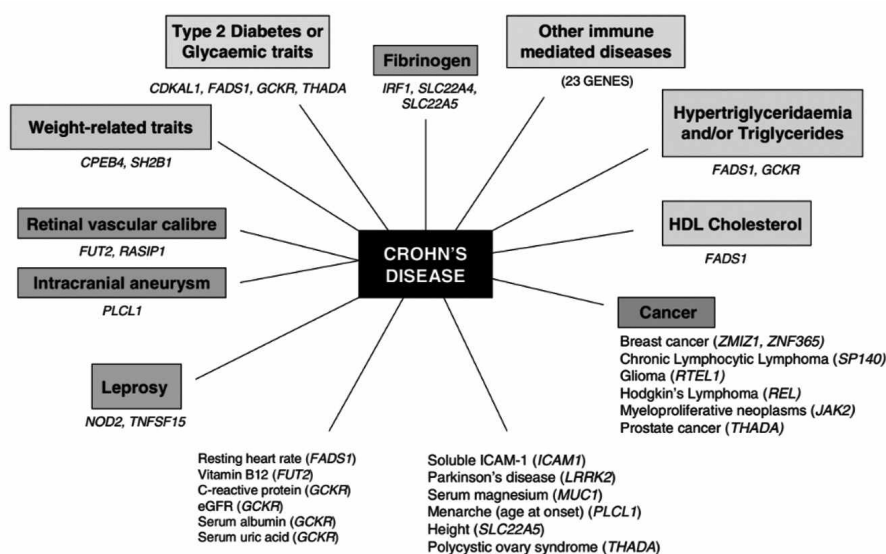 Type 2 Diabetes or
Glycaemic traits
CDKAL1, FADS1, GCKR, THADA
Fibrinogen
IRF1, SLC22A4,
SLC22A5
Other immune
mediated diseases
(23 GENES)
Weight-related traits
CPEB4, SH2B1
Hypertriglyceridaemia
and/or Triglycerides
FADS1, GCKR
Retinal vascular calibre
FUT2, RASIP1
CROHN'S
DISEASE
HDL Cholesterol
FADS1
Intracranial aneurysm
PLCL1
Cancer
Breast cancer (ZMIZ1, ZNF365)
Chronic Lymphocytic Lymphoma (SP140)
Glioma (RTEL1)
Hodgkin's Lymphoma (REL)
Myeloproliferative neoplasms (JAK2)
Prostate cancer (THADA)
Leprosy
NOD2, TNFSF15
Resting heart rate (FADS1)
Vitamin B12 (FUT2)
C-reactive protein (GCKR)
eGFR (GCKR)
Serum albumin (GCKR)
Serum uric acid (GCKR)
Soluble ICAM-1 (ICAM1)
Parkinson's disease (LRRK2)
Serum magnesium (MUC1)
Menarche (age at onset) (PLCL1)
Height (SLC22A5)
Polycystic ovary syndrome (THADA)